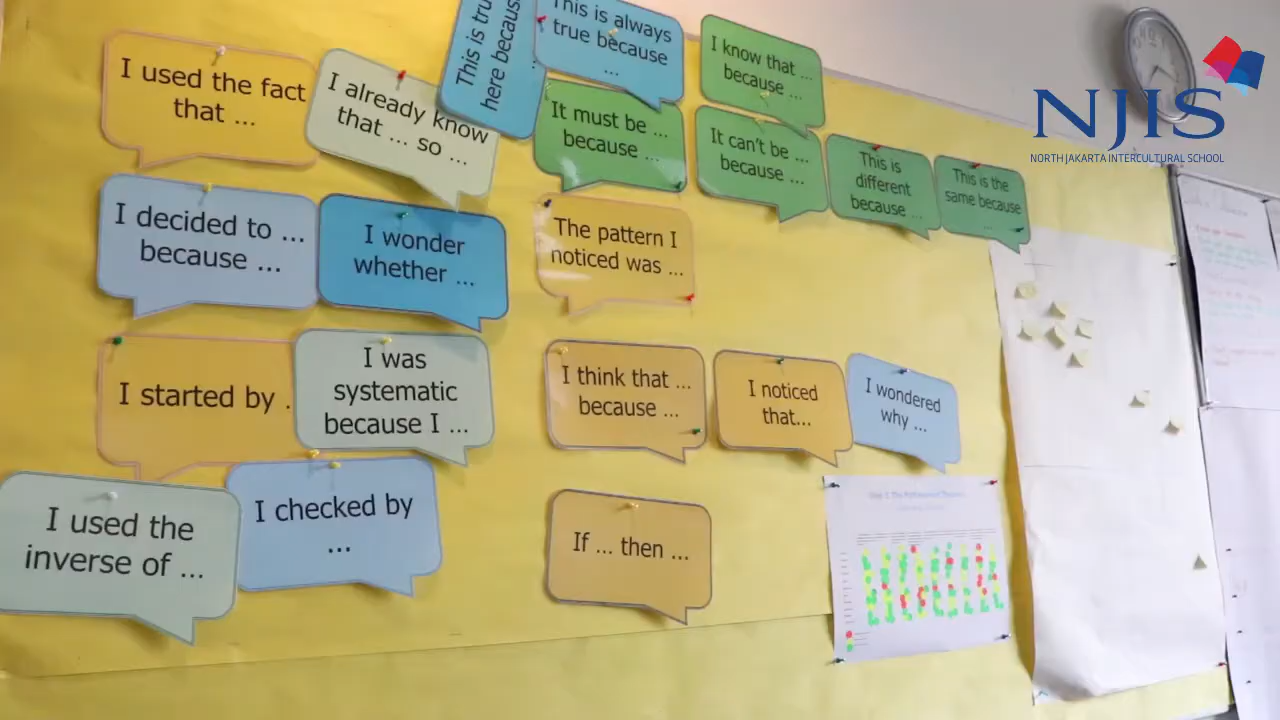 I used the fact
that ...
I already know
that ... so ...
This is tru
here becaus
This is always
true because
...
I know that ...
because ...
It must be ...
because ...
It can't be ...
because ...
This is
different
because ...
This is the
same because
...
I decided to ...
because ...
I wonder
whether ...
The pattern I
noticed was ...
I started by .
I was
systematic
because I ...
I think that ...
because ...
I noticed
that...
I wondered
why ...
I used the
inverse of ...
I checked by
...
If ... then ...
NJIS
NORTH JAKARTA INTERCULTURAL SCHOOL